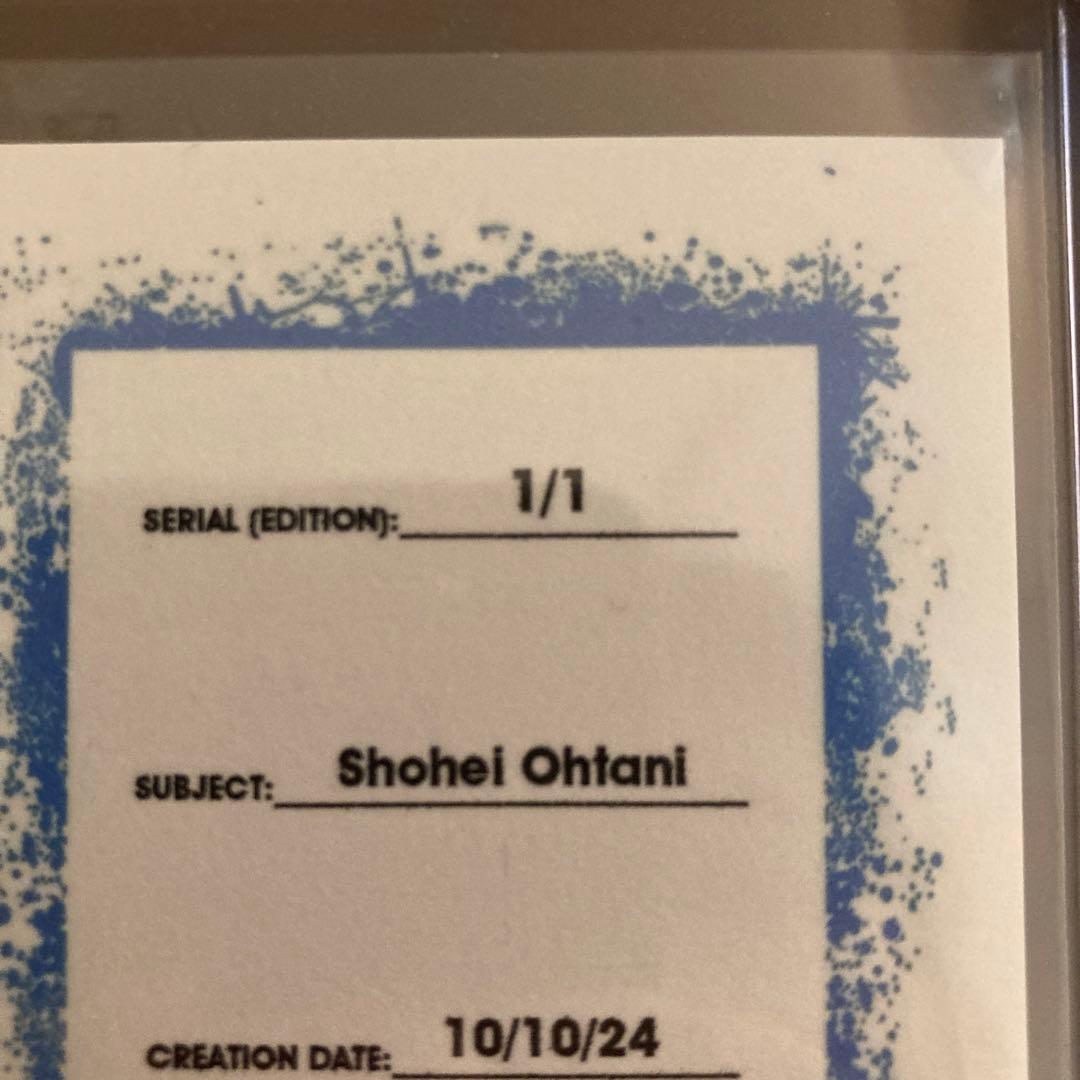 SERIAL (EDITION): 1/1
SUBJECT: Shohei Ohtani
CREATION DATE: 10/10/24